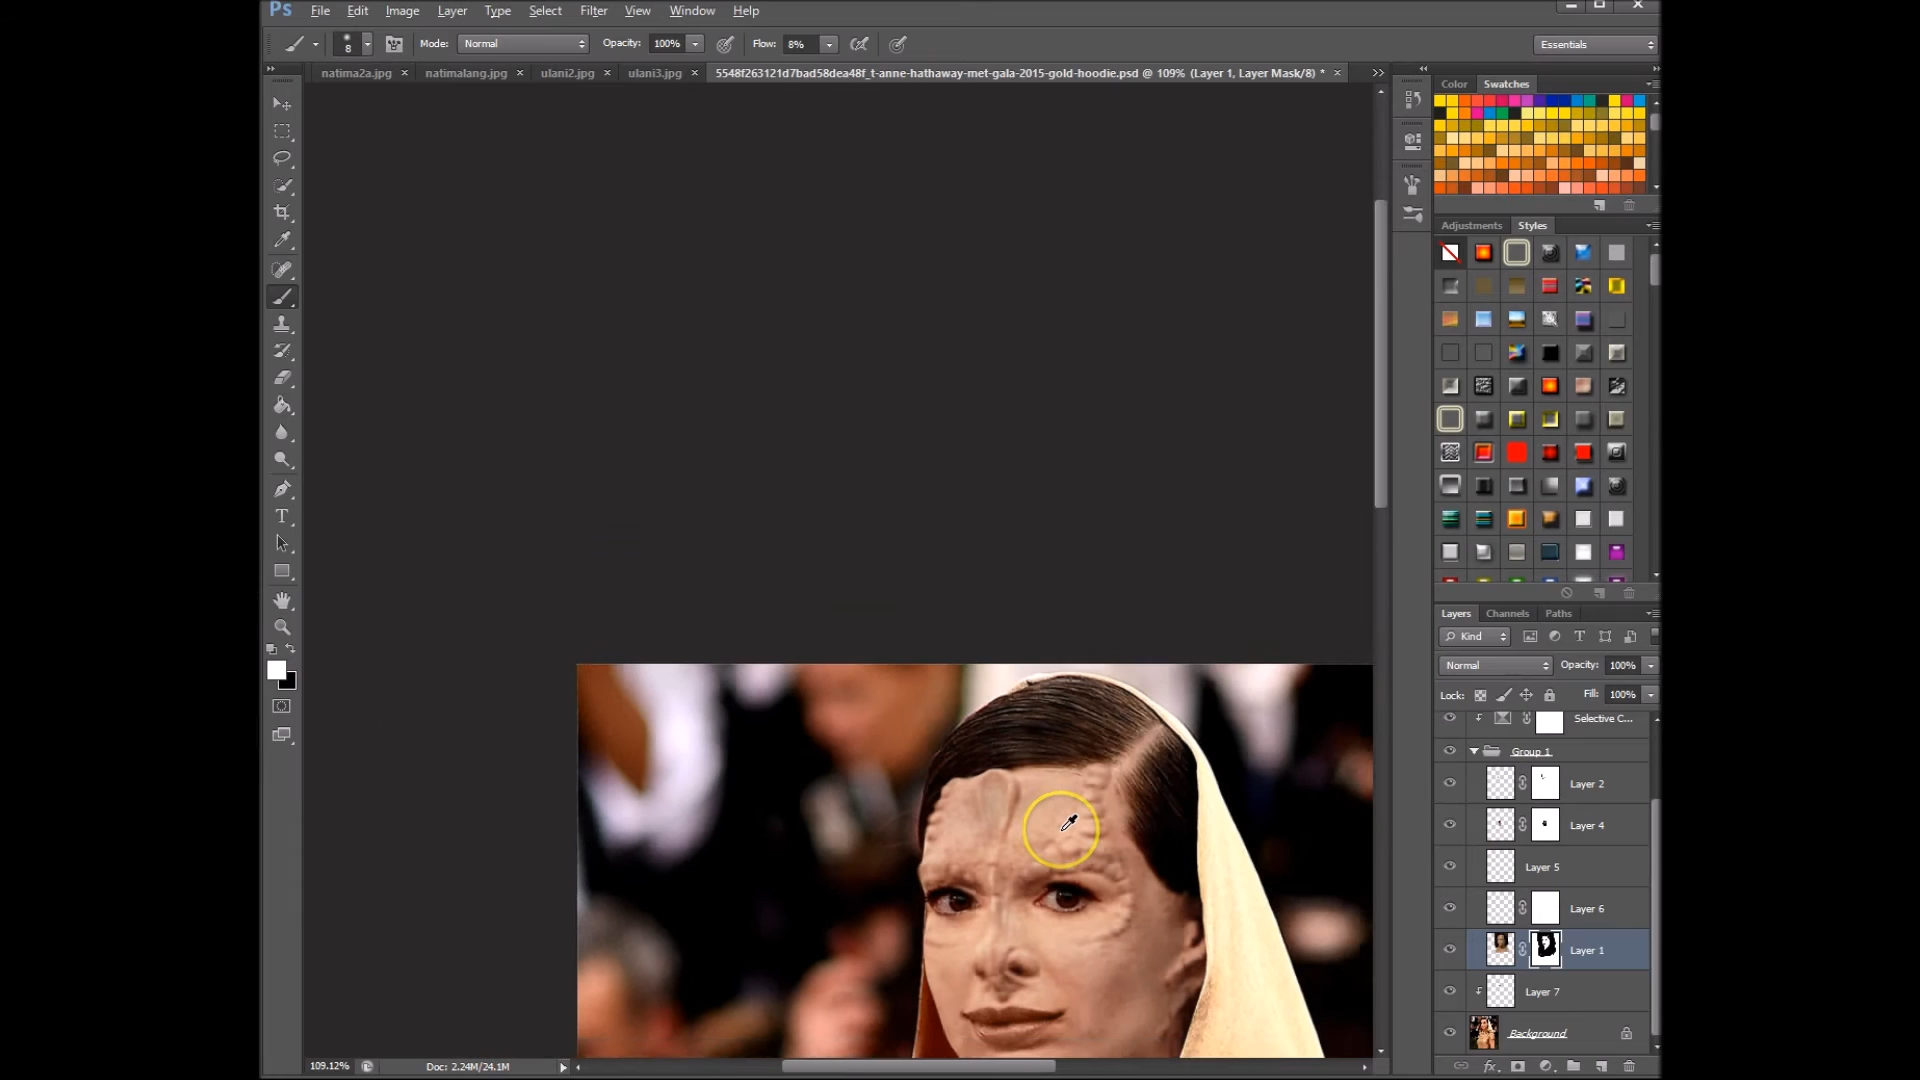 Ps File Edit Image Layer Type Select Filter View Window Help
8 Mode: Normal Opacity: 100% Flow: 8% Essentials
natima2a.jpg × natimalang.jpg × ulani2.jpg × ulani3.jpg × 5548f263121d7bad58dea48f_t-anne-hathaway-met-gala-2015-gold-hoodie.psd @ 109% (Layer 1, Layer Mask/8) * ×
Color Swatches
Adjustments Styles
Layers Channels Paths
Kind
Normal Opacity: 100%
Lock: Fill: 100%
Selective C...
Group 1
Layer 2
Layer 4
Layer 5
Layer 6
Layer 1
Layer 7
Background
fx
109.12% Doc: 2.24M/24.1M